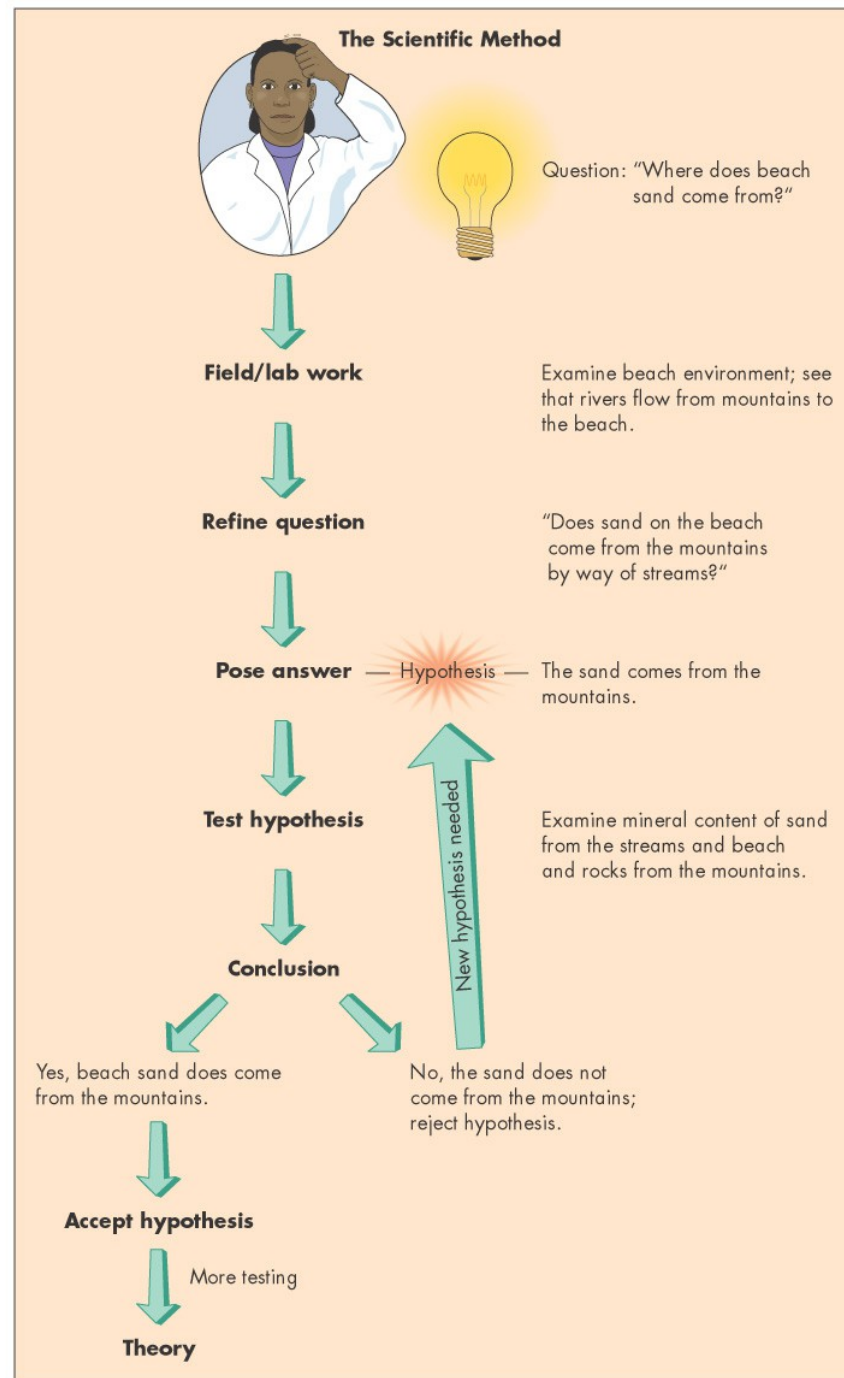 The Scientific Method
Question: “Where does beach
sand come from?“
Field/lab work
Examine beach environment; see
that rivers flow from mountains to
the beach.
Refine question
“Does sand on the beach
come from the mountains
by way of streams?“
Pose answer — Hypothesis — The sand comes from the
mountains.
New hypothesis needed
Test hypothesis
Examine mineral content of sand
from the streams and beach
and rocks from the mountains.
Conclusion
Yes, beach sand does come
from the mountains.
No, the sand does not
come from the mountains;
reject hypothesis.
Accept hypothesis
More testing
Theory